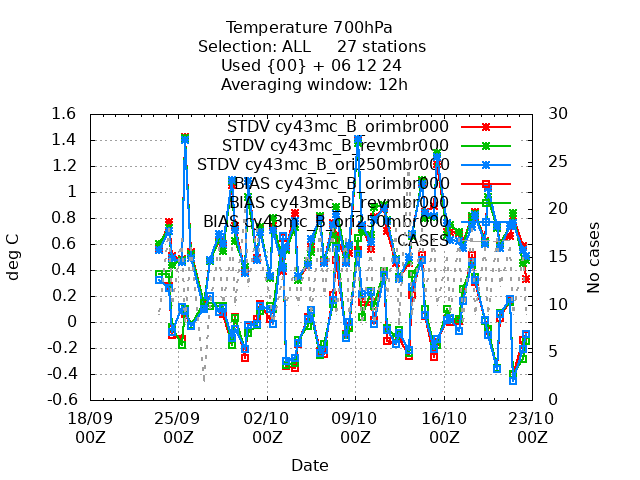 Temperature 700hPa
Selection: ALL 27 stations
Used {00} + 06 12 24
Averaging window: 12h
deg C
1.6
1.4
1.2
1
0.8
0.6
0.4
0.2
0
-0.2
-0.4
-0.6
STDV cy43mc_B_orimbr000
STDV cy43mc_B_revmbr000
STDV cy43mc_B_ori250mbr000
BIAS cy43mc_B_orimbr000
BIAS cy43mc_B_revmbr000
BIAS cy43mc_B_ori250mbr000
CASES
30
25
20
15
10
5
0
No cases
18/09 25/09 02/10 09/10 16/10 23/10
00Z 00Z 00Z 00Z 00Z 00Z
Date